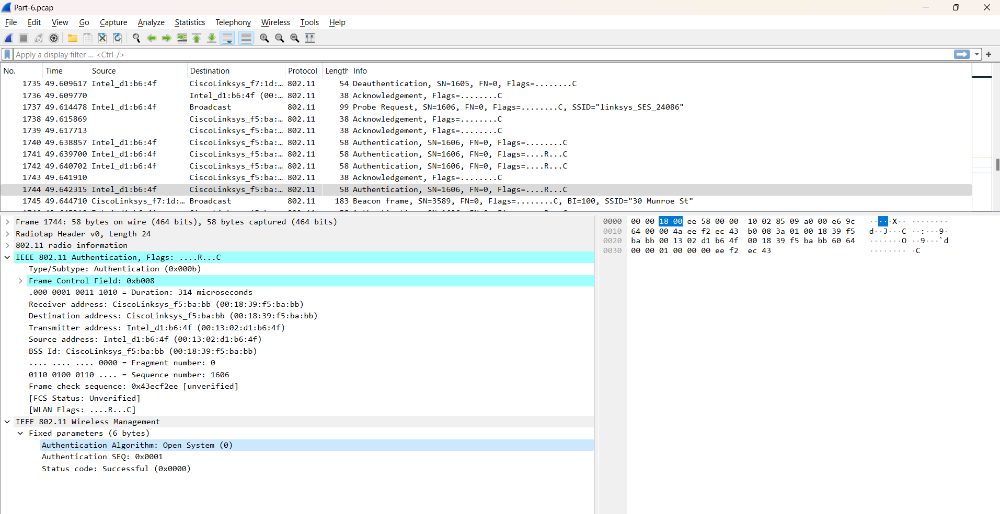 Part-6.pcap
File Edit View Go Capture Analyze Statistics Telephony Wireless Tools Help
Apply a display filter ... <Ctrl-/>
No. Time Source Destination Protocol Length Info
1735 49.609617 Intel_d1:b6:4f CiscoLinksys_f7:1d:… 802.11 54 Deauthentication, SN=1605, FN=0, Flags=........C
1736 49.609770 Intel_d1:b6:4f (00:… 802.11 38 Acknowledgement, Flags=........C
1737 49.614478 Intel_d1:b6:4f Broadcast 802.11 99 Probe Request, SN=1606, FN=0, Flags=........C, SSID="linksys_SES_24086"
1738 49.615869 CiscoLinksys_f5:ba:… 802.11 38 Acknowledgement, Flags=........C
1739 49.617713 CiscoLinksys_f5:ba:… 802.11 38 Acknowledgement, Flags=........C
1740 49.638857 Intel_d1:b6:4f CiscoLinksys_f5:ba:… 802.11 58 Authentication, SN=1606, FN=0, Flags=........C
1741 49.639700 Intel_d1:b6:4f CiscoLinksys_f5:ba:… 802.11 58 Authentication, SN=1606, FN=0, Flags=....R...C
1742 49.640702 Intel_d1:b6:4f CiscoLinksys_f5:ba:… 802.11 58 Authentication, SN=1606, FN=0, Flags=....R...C
1743 49.641910 CiscoLinksys_f5:ba:… 802.11 38 Acknowledgement, Flags=........C
1744 49.642315 Intel_d1:b6:4f CiscoLinksys_f5:ba:… 802.11 58 Authentication, SN=1606, FN=0, Flags=....R...C
1745 49.644710 CiscoLinksys_f7:1d:… Broadcast 802.11 183 Beacon frame, SN=3589, FN=0, Flags=........C, BI=100, SSID="30 Munroe St"
Frame 1744: 58 bytes on wire (464 bits), 58 bytes captured (464 bits)
Radiotap Header v0, Length 24
802.11 radio information
IEEE 802.11 Authentication, Flags: ....R...C
Type/Subtype: Authentication (0x000b)
Frame Control Field: 0xb008
.000 0001 0011 1010 = Duration: 314 microseconds
Receiver address: CiscoLinksys_f5:ba:bb (00:18:39:f5:ba:bb)
Destination address: CiscoLinksys_f5:ba:bb (00:18:39:f5:ba:bb)
Transmitter address: Intel_d1:b6:4f (00:13:02:d1:b6:4f)
Source address: Intel_d1:b6:4f (00:13:02:d1:b6:4f)
BSS Id: CiscoLinksys_f5:ba:bb (00:18:39:f5:ba:bb)
.... .... .... 0000 = Fragment number: 0
0110 0100 0110 .... = Sequence number: 1606
Frame check sequence: 0x43ecf2ee [unverified]
[FCS Status: Unverified]
[WLAN Flags: ....R...C]
IEEE 802.11 Wireless Management
Fixed parameters (6 bytes)
Authentication Algorithm: Open System (0)
Authentication SEQ: 0x0001
Status code: Successful (0x0000)
0000 00 00 18 00 ee 58 00 00 10 02 85 09 a0 00 e6 9c ·····X·· ········
0010 64 00 00 4a ee f2 ec 43 b0 08 3a 01 00 18 39 f5 d··J···C ··:···9·
0020 ba bb 00 13 02 d1 b6 4f 00 18 39 f5 ba bb 60 64 ·······O ··9···`d
0030 00 00 01 00 00 00 ee f2 ec 43 ········ ·C